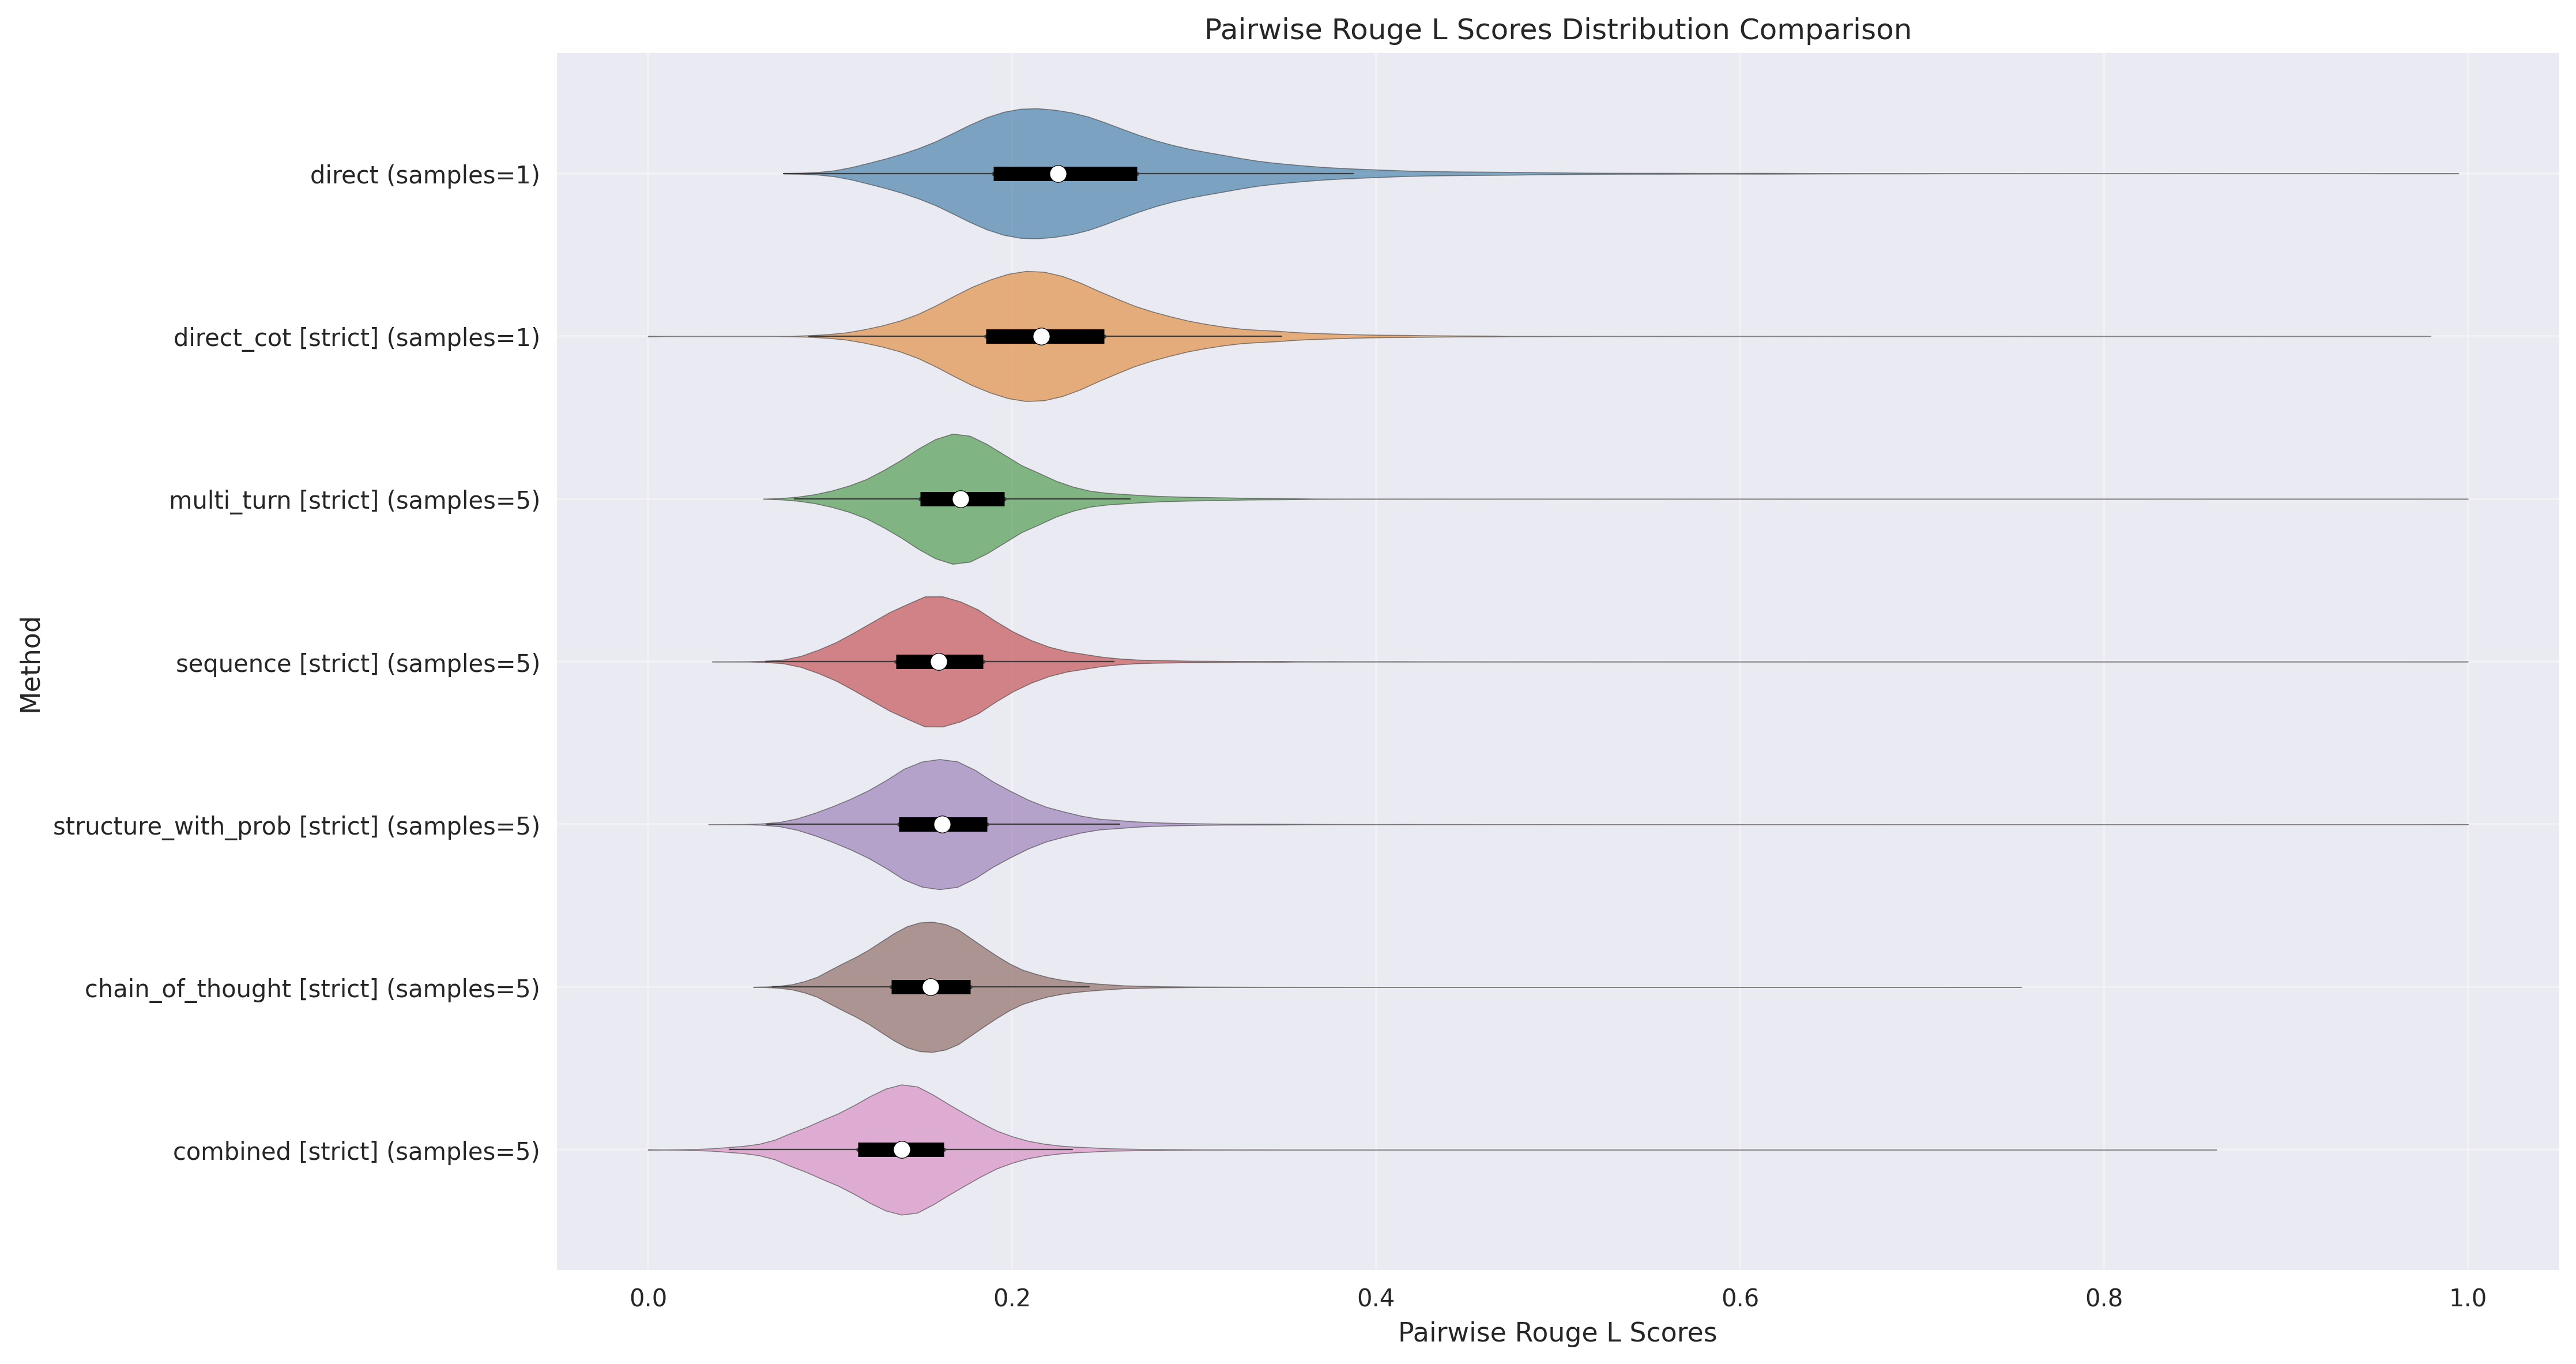 Pairwise Rouge L Scores Distribution Comparison
direct (samples=1)
direct_cot [strict] (samples=1)
multi_turn [strict] (samples=5)
sequence [strict] (samples=5)
structure_with_prob [strict] (samples=5)
chain_of_thought [strict] (samples=5)
combined [strict] (samples=5)
Method
0.0 0.2 0.4 0.6 0.8 1.0
Pairwise Rouge L Scores